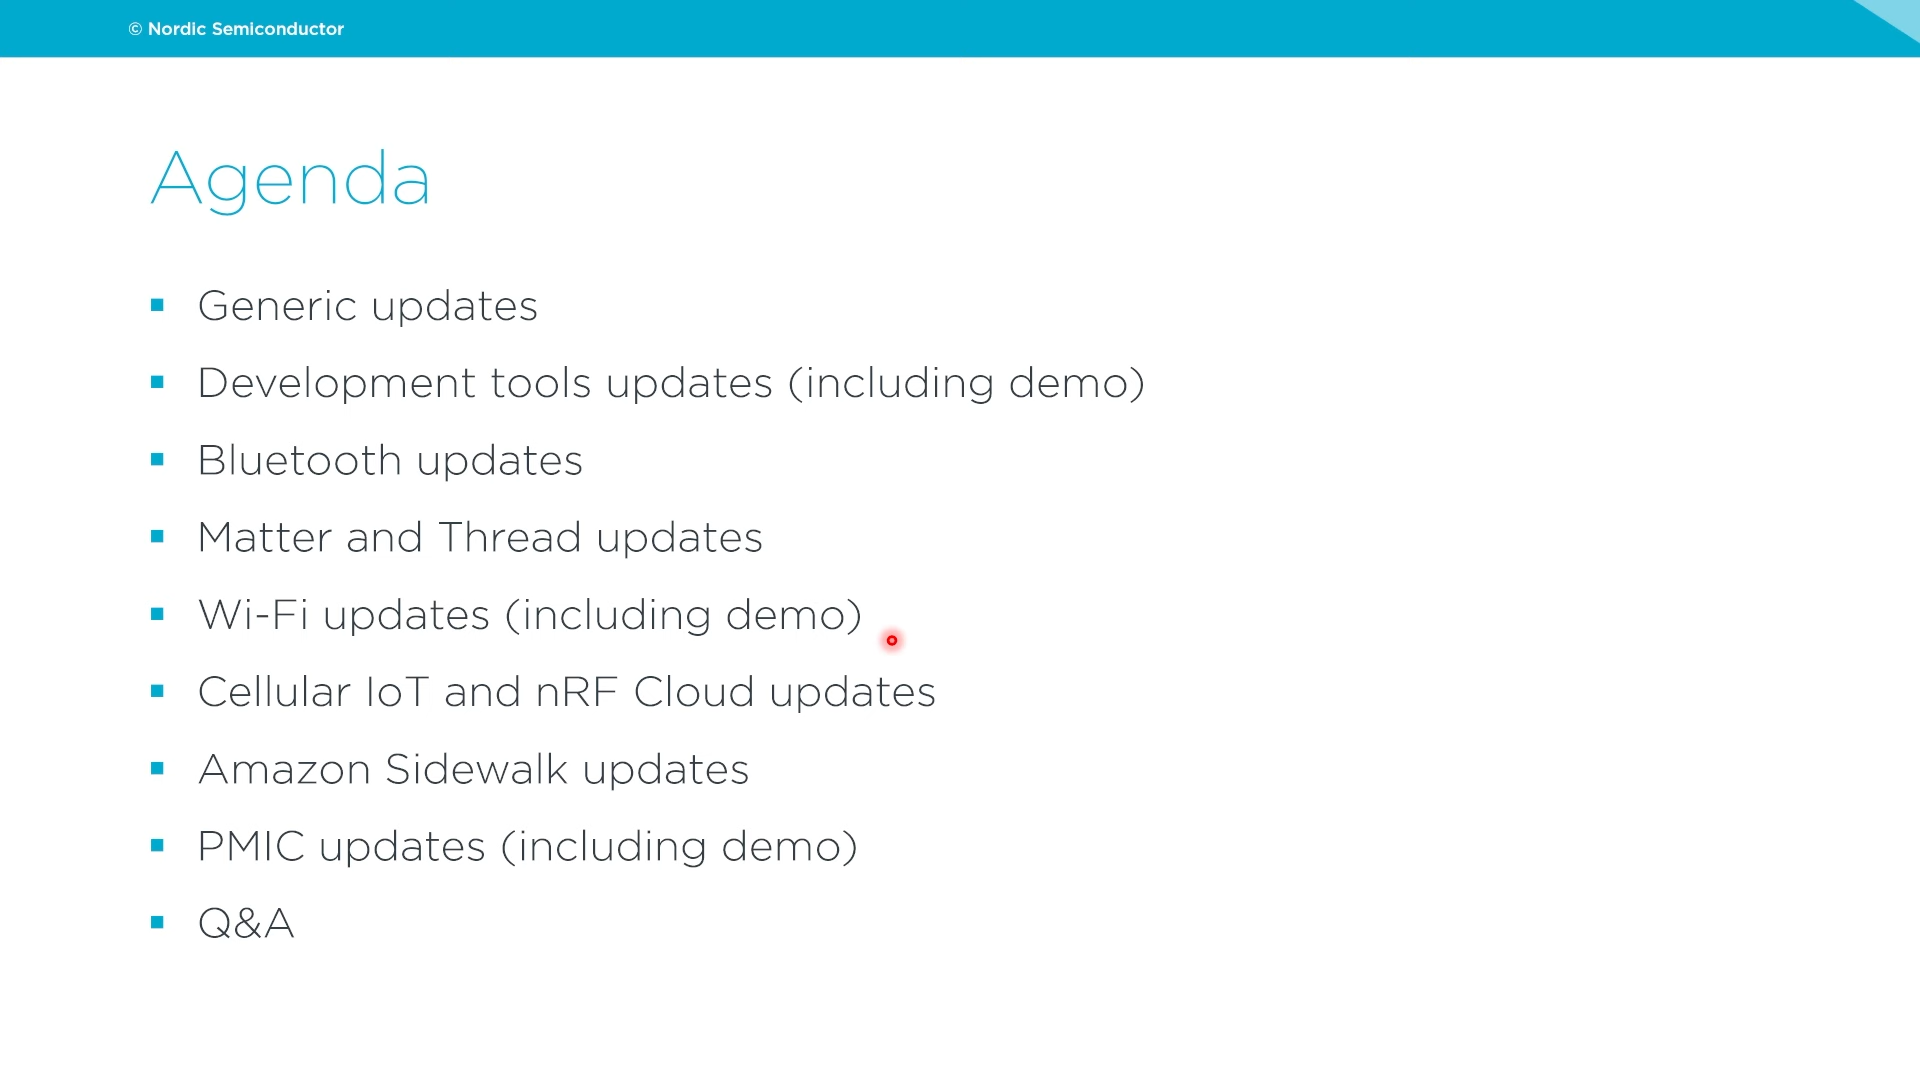 © Nordic Semiconductor
Agenda
Generic updates
Development tools updates (including demo)
Bluetooth updates
Matter and Thread updates
Wi-Fi updates (including demo)
Cellular IoT and nRF Cloud updates
Amazon Sidewalk updates
PMIC updates (including demo)
Q&A